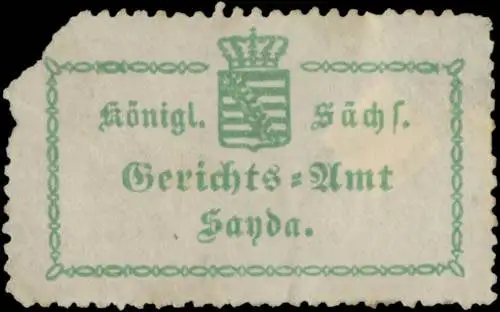 Königl. Sächs.
Gerichts=Amt
Sayda.